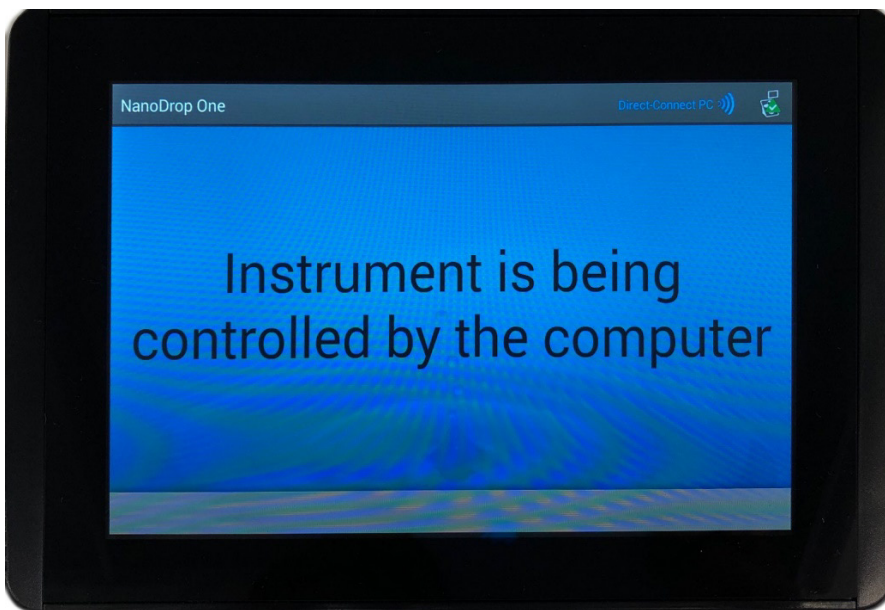 NanoDrop One
Direct-Connect PC
Instrument is being
controlled by the computer